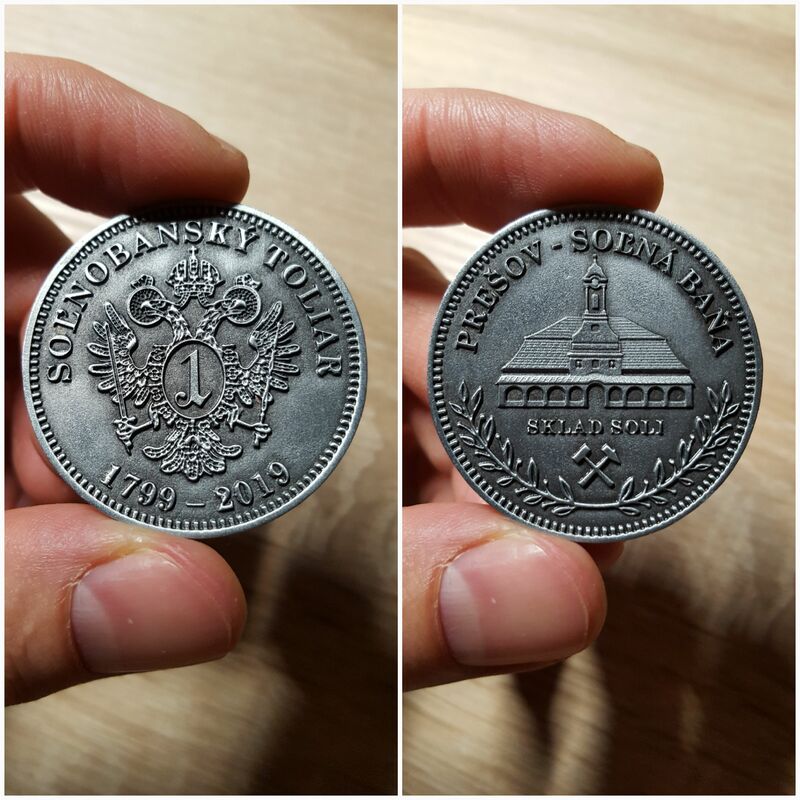 SOĽNOBANSKÝ TOLIAR
1
1799 – 2019
PREŠOV - SOĽNÁ BAŇA
SKLAD SOLI